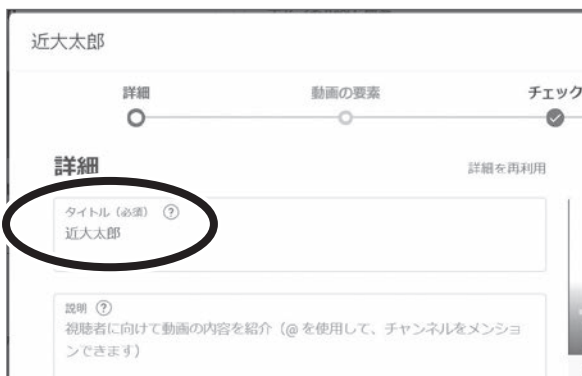 近大太郎
詳細
動画の要素
チェック
詳細
詳細を再利用
タイトル（必須） ?
近大太郎
説明 ?
視聴者に向けて動画の内容を紹介（@ を使用して、チャンネルをメンショ
ンできます）